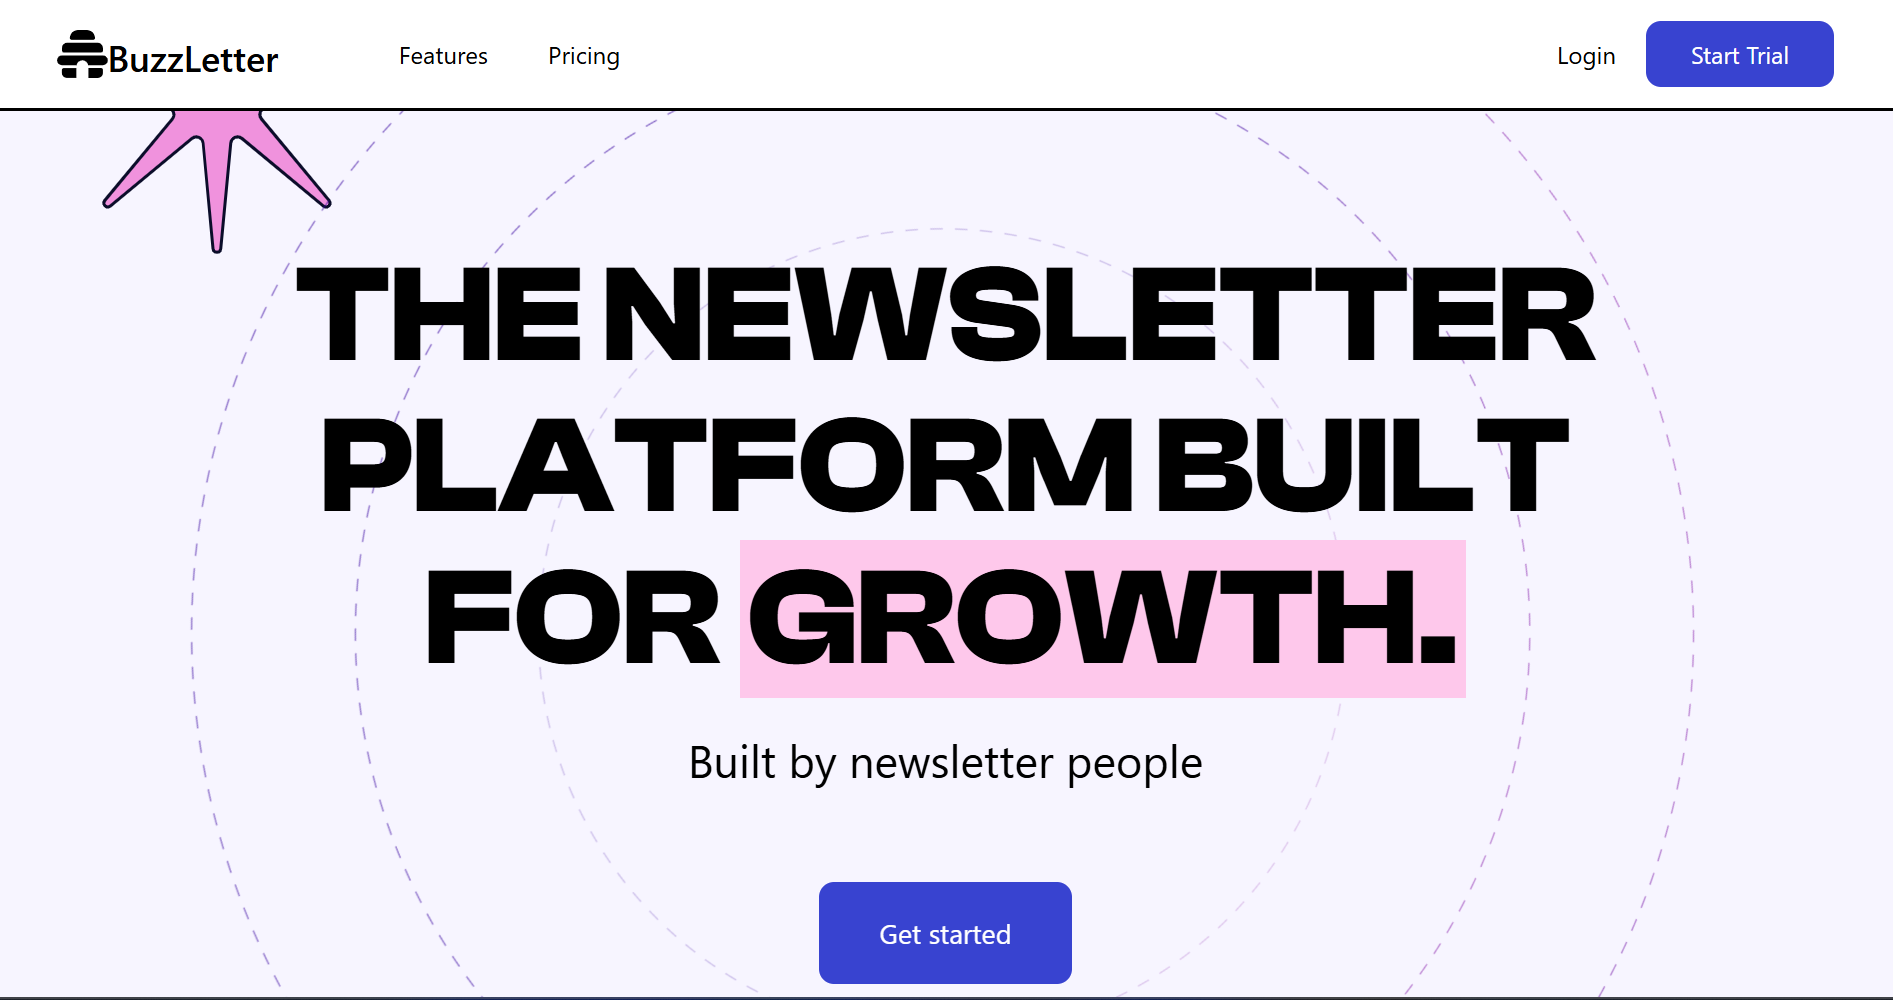 BuzzLetter
Features
Pricing
Login
Start Trial
THE NEWSLETTER
PLATFORM BUILT
FOR GROWTH.
Built by newsletter people
Get started